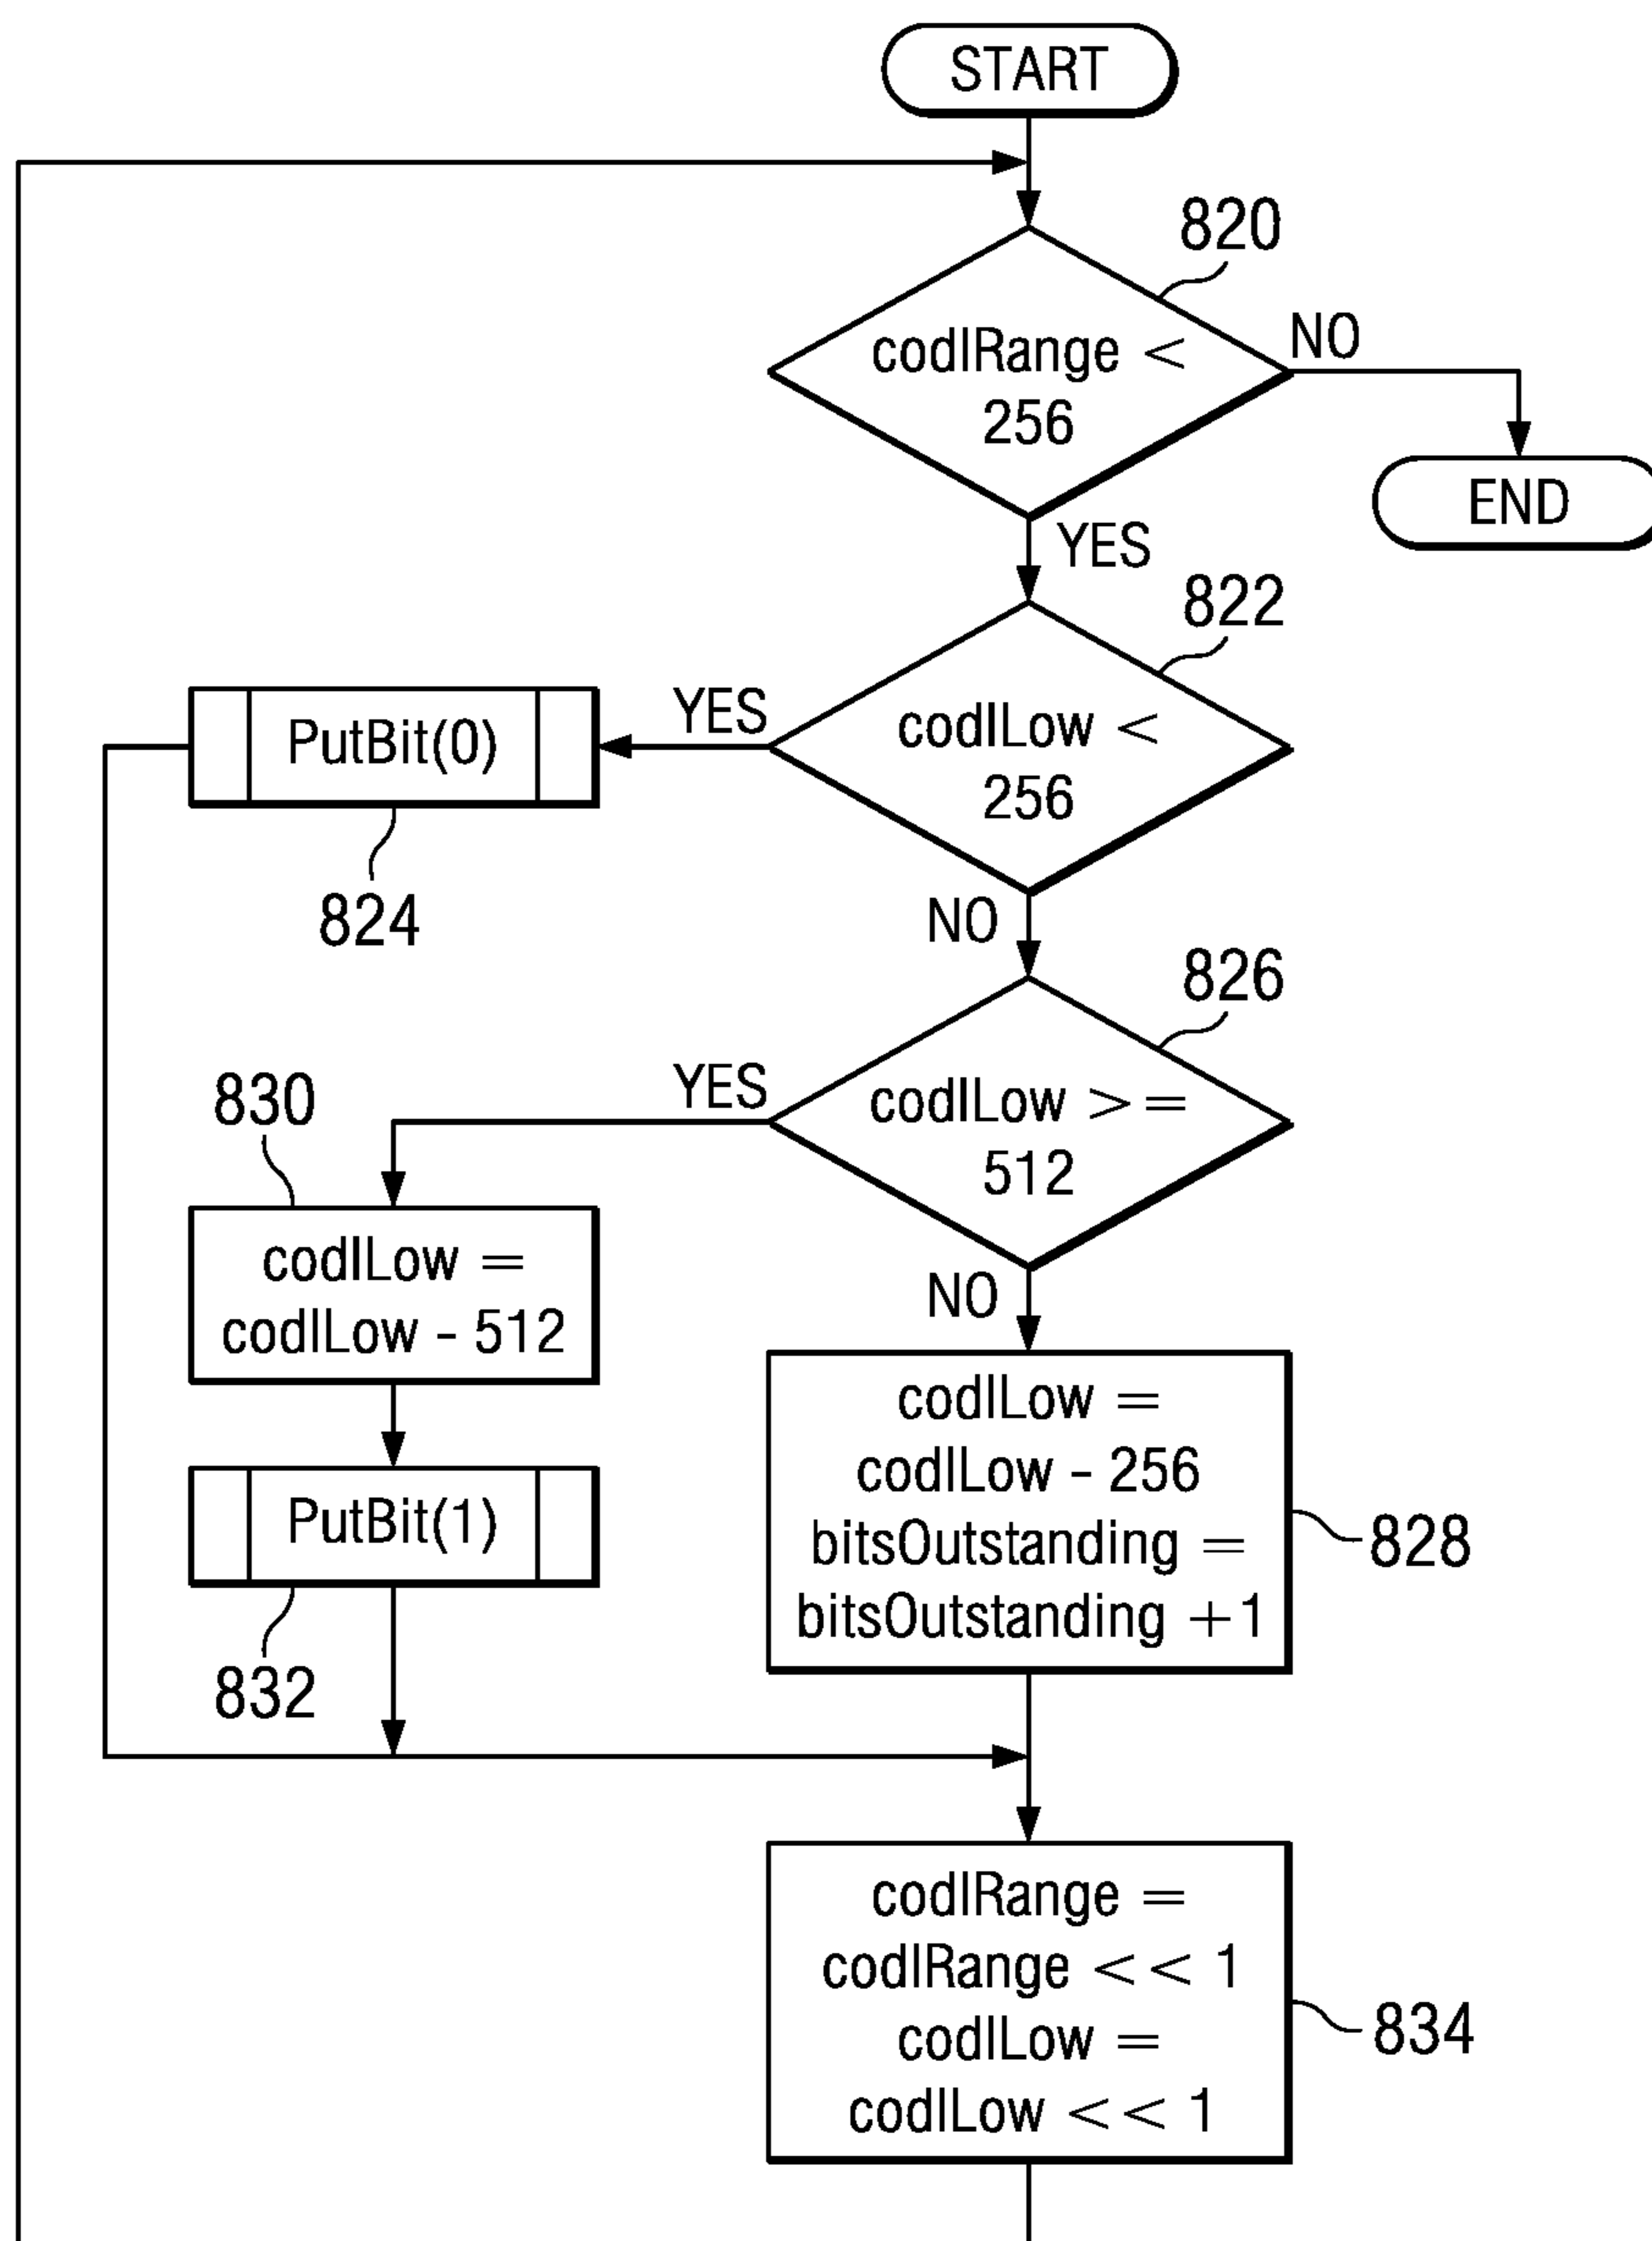 START
820
codIRange <
256
NO
END
YES
822
codILow <
256
YES
PutBit(0)
824
NO
826
codILow >=
512
YES
830
codILow =
codILow - 512
NO
codILow =
codILow - 256
bitsOutstanding =
bitsOutstanding +1
828
PutBit(1)
832
codIRange =
codIRange << 1
codILow =
codILow << 1
834